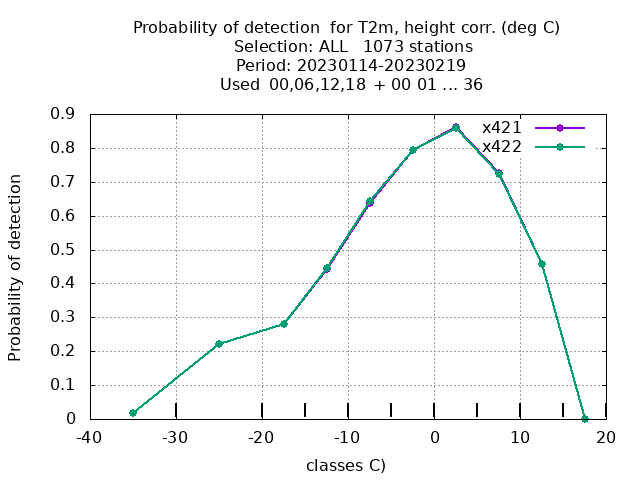 Probability of detection  for T2m, height corr. (deg C)
Selection: ALL   1073 stations
Period: 20230114-20230219
Used  00,06,12,18  + 00 01 ... 36
x421
x422
Probability of detection
0.9
0.8
0.7
0.6
0.5
0.4
0.3
0.2
0.1
0
-40 -30 -20 -10 0 10 20
classes C)